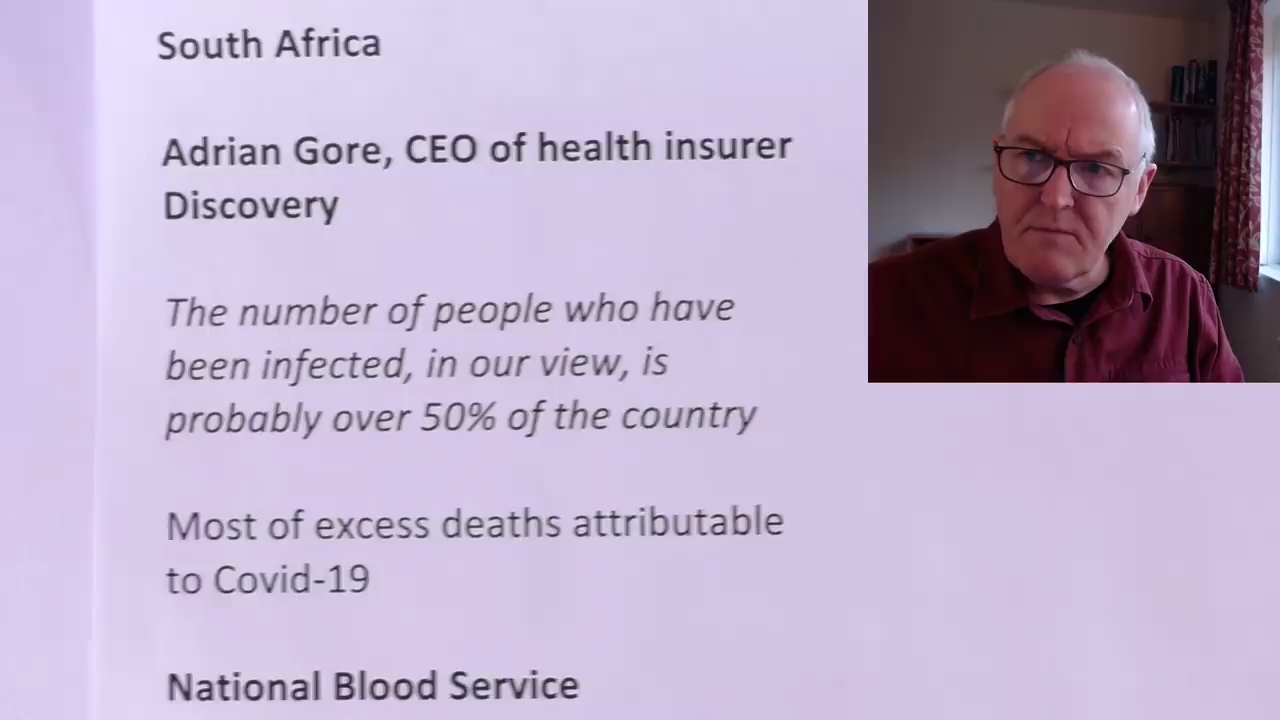 South Africa
Adrian Gore, CEO of health insurer
Discovery
The number of people who have
been infected, in our view, is
probably over 50% of the country
Most of excess deaths attributable
to Covid-19
National Blood Service